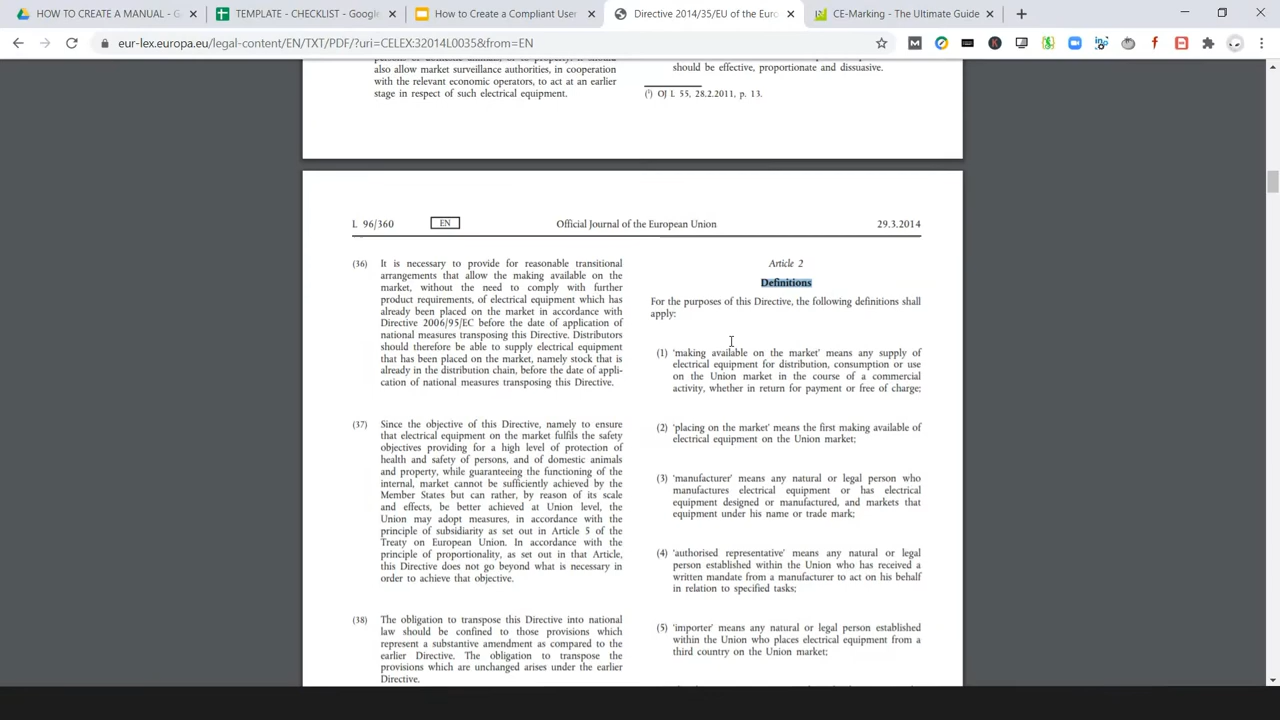 HOW TO CREATE A MANUAL - G
TEMPLATE - CHECKLIST - Google
How to Create a Compliant User
Directive 2014/35/EU of the Euro
CE-Marking - The Ultimate Guide
eur-lex.europa.eu/legal-content/EN/TXT/PDF/?uri=CELEX:32014L0035&from=EN
also allow market surveillance authorities, in cooperation
with the relevant economic operators, to act at an earlier
stage in respect of such electrical equipment.
should be effective, proportionate and dissuasive.
(¹) OJ L 55, 28.2.2011, p. 13.
L 96/360
EN
Official Journal of the European Union
29.3.2014
(36) It is necessary to provide for reasonable transitional
arrangements that allow the making available on the
market, without the need to comply with further
product requirements, of electrical equipment which has
already been placed on the market in accordance with
Directive 2006/95/EC before the date of application of
national measures transposing this Directive. Distributors
should therefore be able to supply electrical equipment
that has been placed on the market, namely stock that is
already in the distribution chain, before the date of appli-
cation of national measures transposing this Directive.
(37) Since the objective of this Directive, namely to ensure
that electrical equipment on the market fulfils the safety
objectives providing for a high level of protection of
health and safety of persons, and of domestic animals
and property, while guaranteeing the functioning of the
internal, market cannot be sufficiently achieved by the
Member States but can rather, by reason of its scale
and effects, be better achieved at Union level, the
Union may adopt measures, in accordance with the
principle of subsidiarity as set out in Article 5 of the
Treaty on European Union. In accordance with the
principle of proportionality, as set out in that Article,
this Directive does not go beyond what is necessary in
order to achieve that objective.
(38) The obligation to transpose this Directive into national
law should be confined to those provisions which
represent a substantive amendment as compared to the
earlier Directive. The obligation to transpose the
provisions which are unchanged arises under the earlier
Directive.
Article 2
Definitions
For the purposes of this Directive, the following definitions shall
apply:
(1) 'making available on the market' means any supply of
electrical equipment for distribution, consumption or use
on the Union market in the course of a commercial
activity, whether in return for payment or free of charge;
(2) 'placing on the market' means the first making available of
electrical equipment on the Union market;
(3) 'manufacturer' means any natural or legal person who
manufactures electrical equipment or has electrical
equipment designed or manufactured, and markets that
equipment under his name or trade mark;
(4) 'authorised representative' means any natural or legal
person established within the Union who has received a
written mandate from a manufacturer to act on his behalf
in relation to specified tasks;
(5) 'importer' means any natural or legal person established
within the Union who places electrical equipment from a
third country on the Union market;